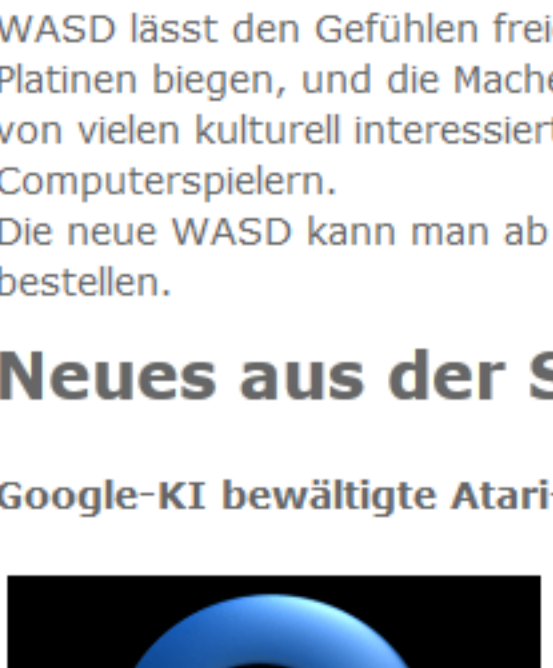 WASD lässt den Gefühlen frei
Platinen biegen, und die Mache
von vielen kulturell interessiert
Computerspielern.
Die neue WASD kann man ab
bestellen.
Neues aus der S
Google-KI bewältigte Atari-